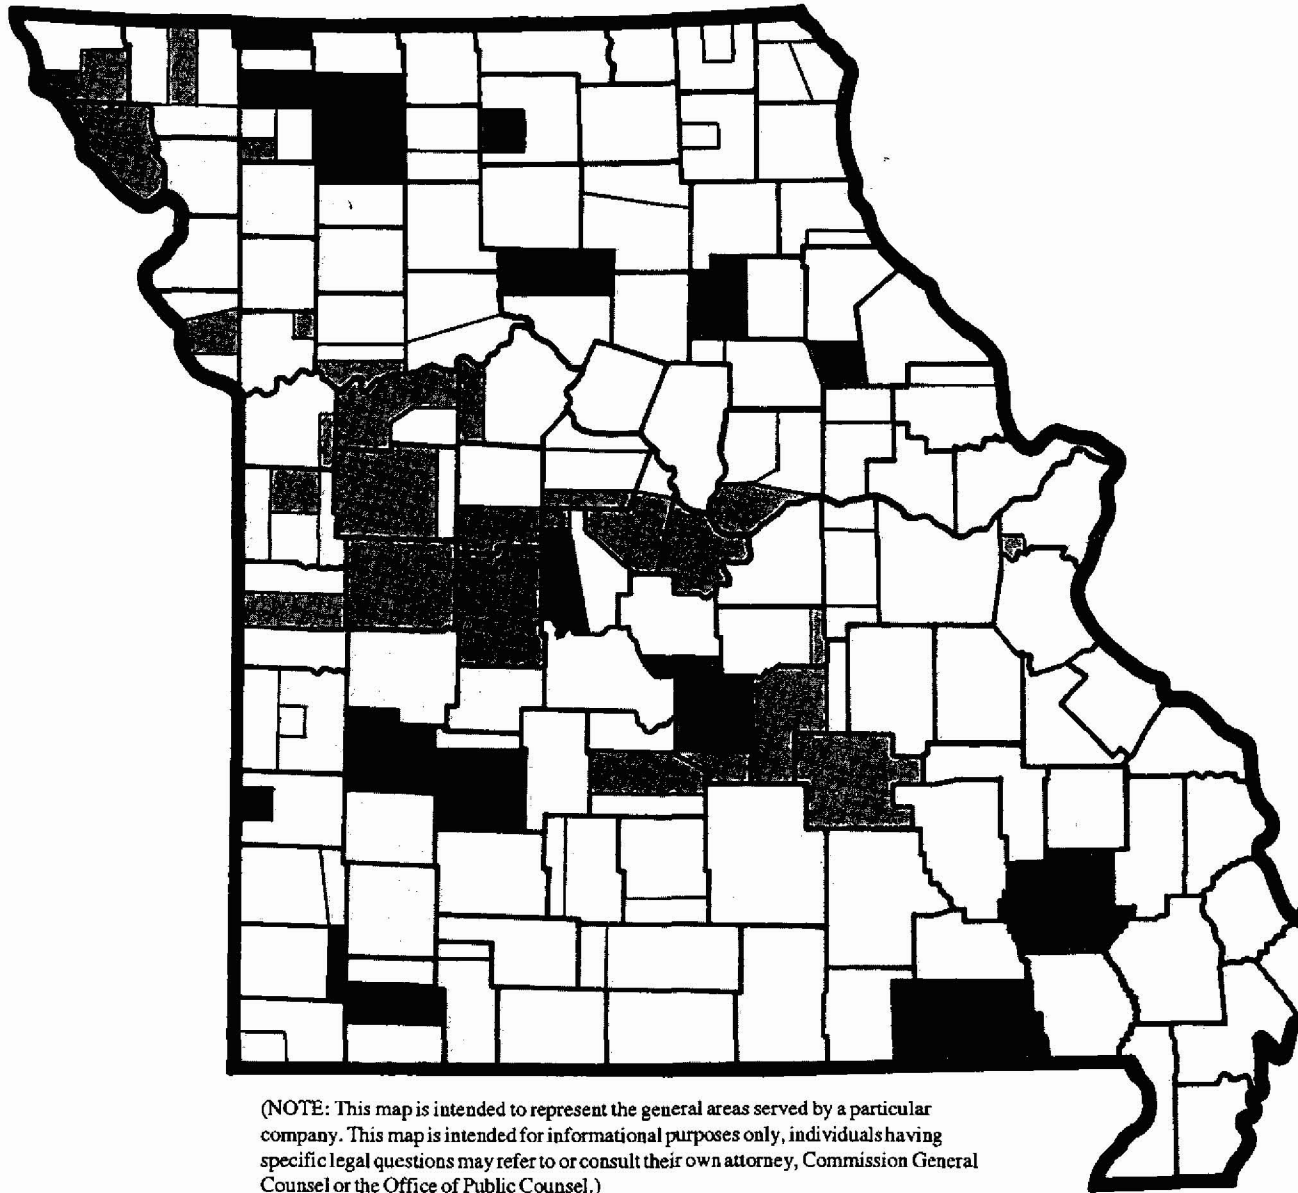 (NOTE: This map is intended to represent the general areas served by a particular
company. This map is intended for informational purposes only, individuals having
specific legal questions may refer to or consult their own attorney, Commission General
Counsel or the Office of Public Counsel.)